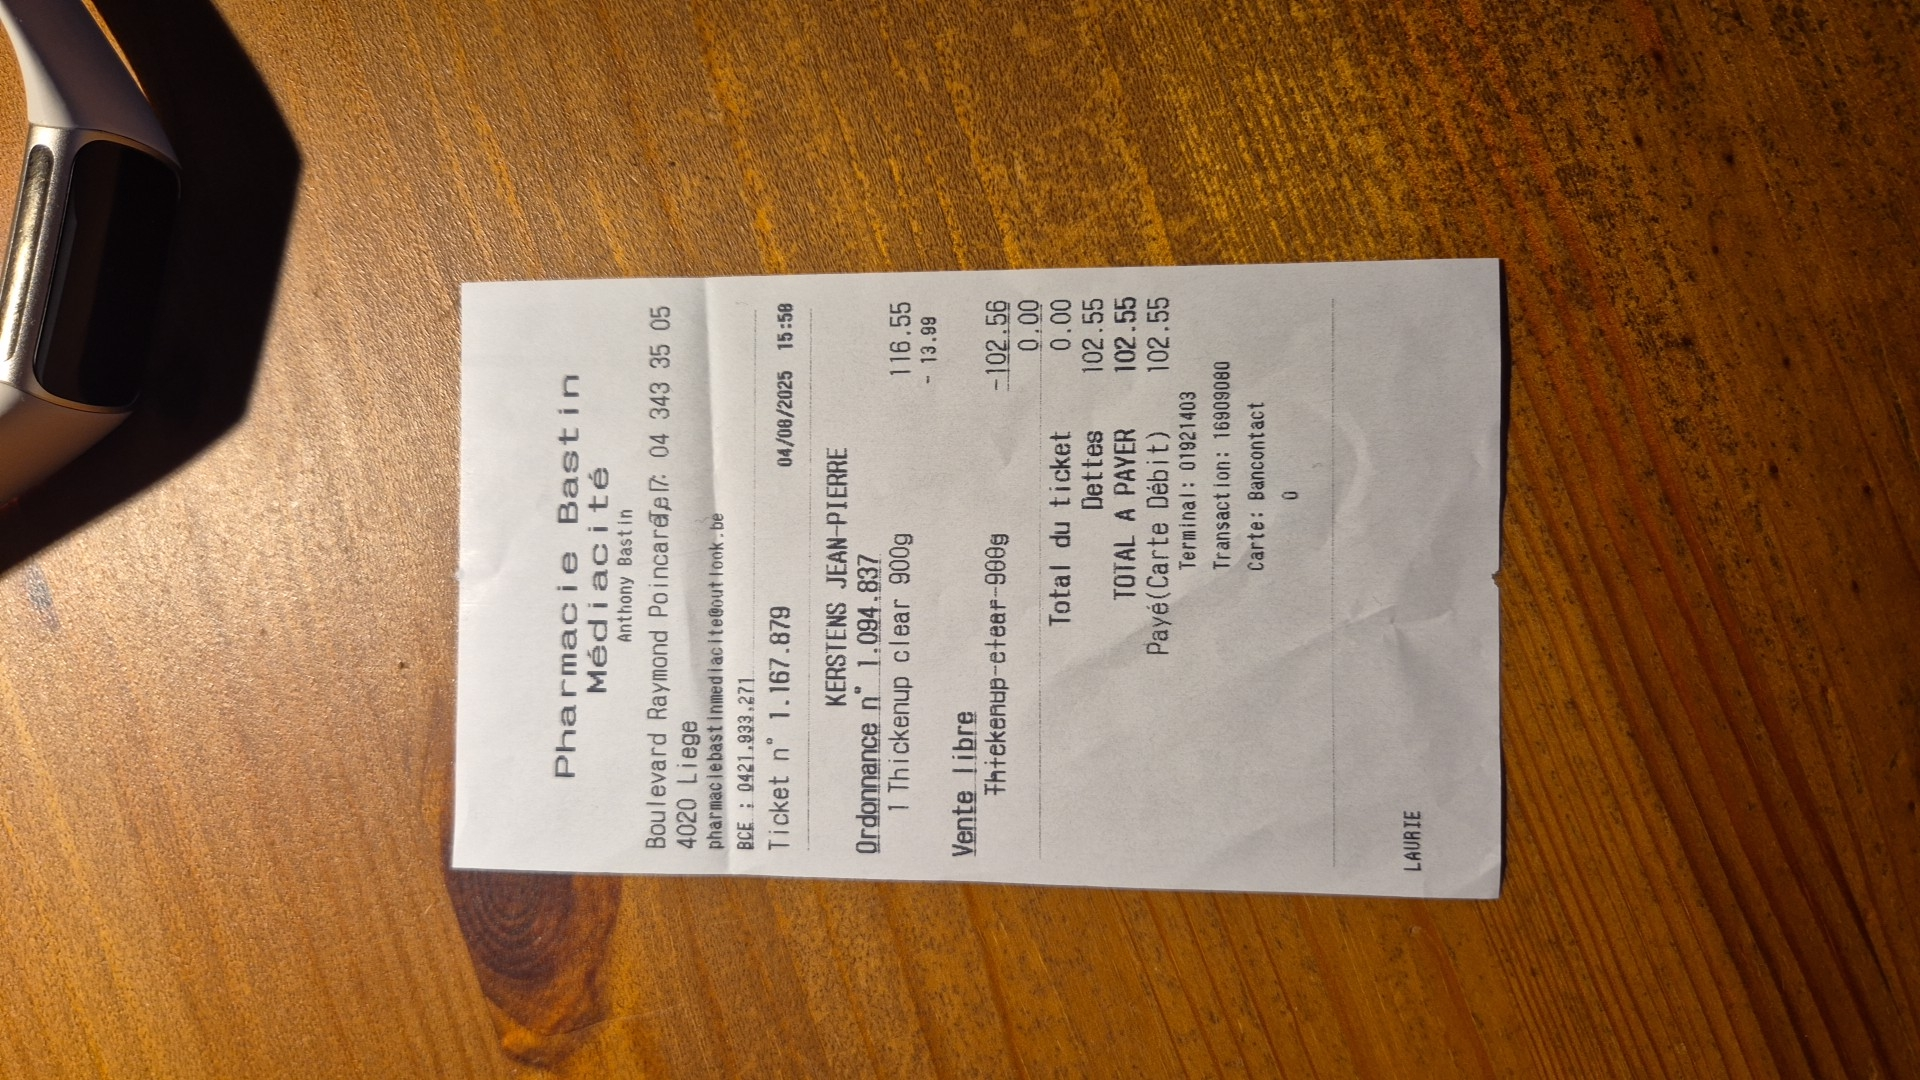 Pharmacie Bastin
Médiacité
Anthony Bastin
Boulevard Raymond Poincaré, 7 Tel: 04 343 35 05
4020 Liege
pharmaciebastinmediacite@outlook.be
BCE : 0421.933.271
Ticket n° 1.167.879 04/08/2025 15:58
KERSTENS JEAN-PIERRE
Ordonnance n° 1.094.837
1 Thickenup clear 900g 116.55
- 13.99
Vente libre
Thickenup clear 900g -102.56
0.00
Total du ticket 0.00
Dettes 102.55
TOTAL A PAYER 102.55
Payé(Carte Débit) 102.55
Terminal: 01921403
Transaction: 16909080
Carte: Bancontact
0
LAURIE